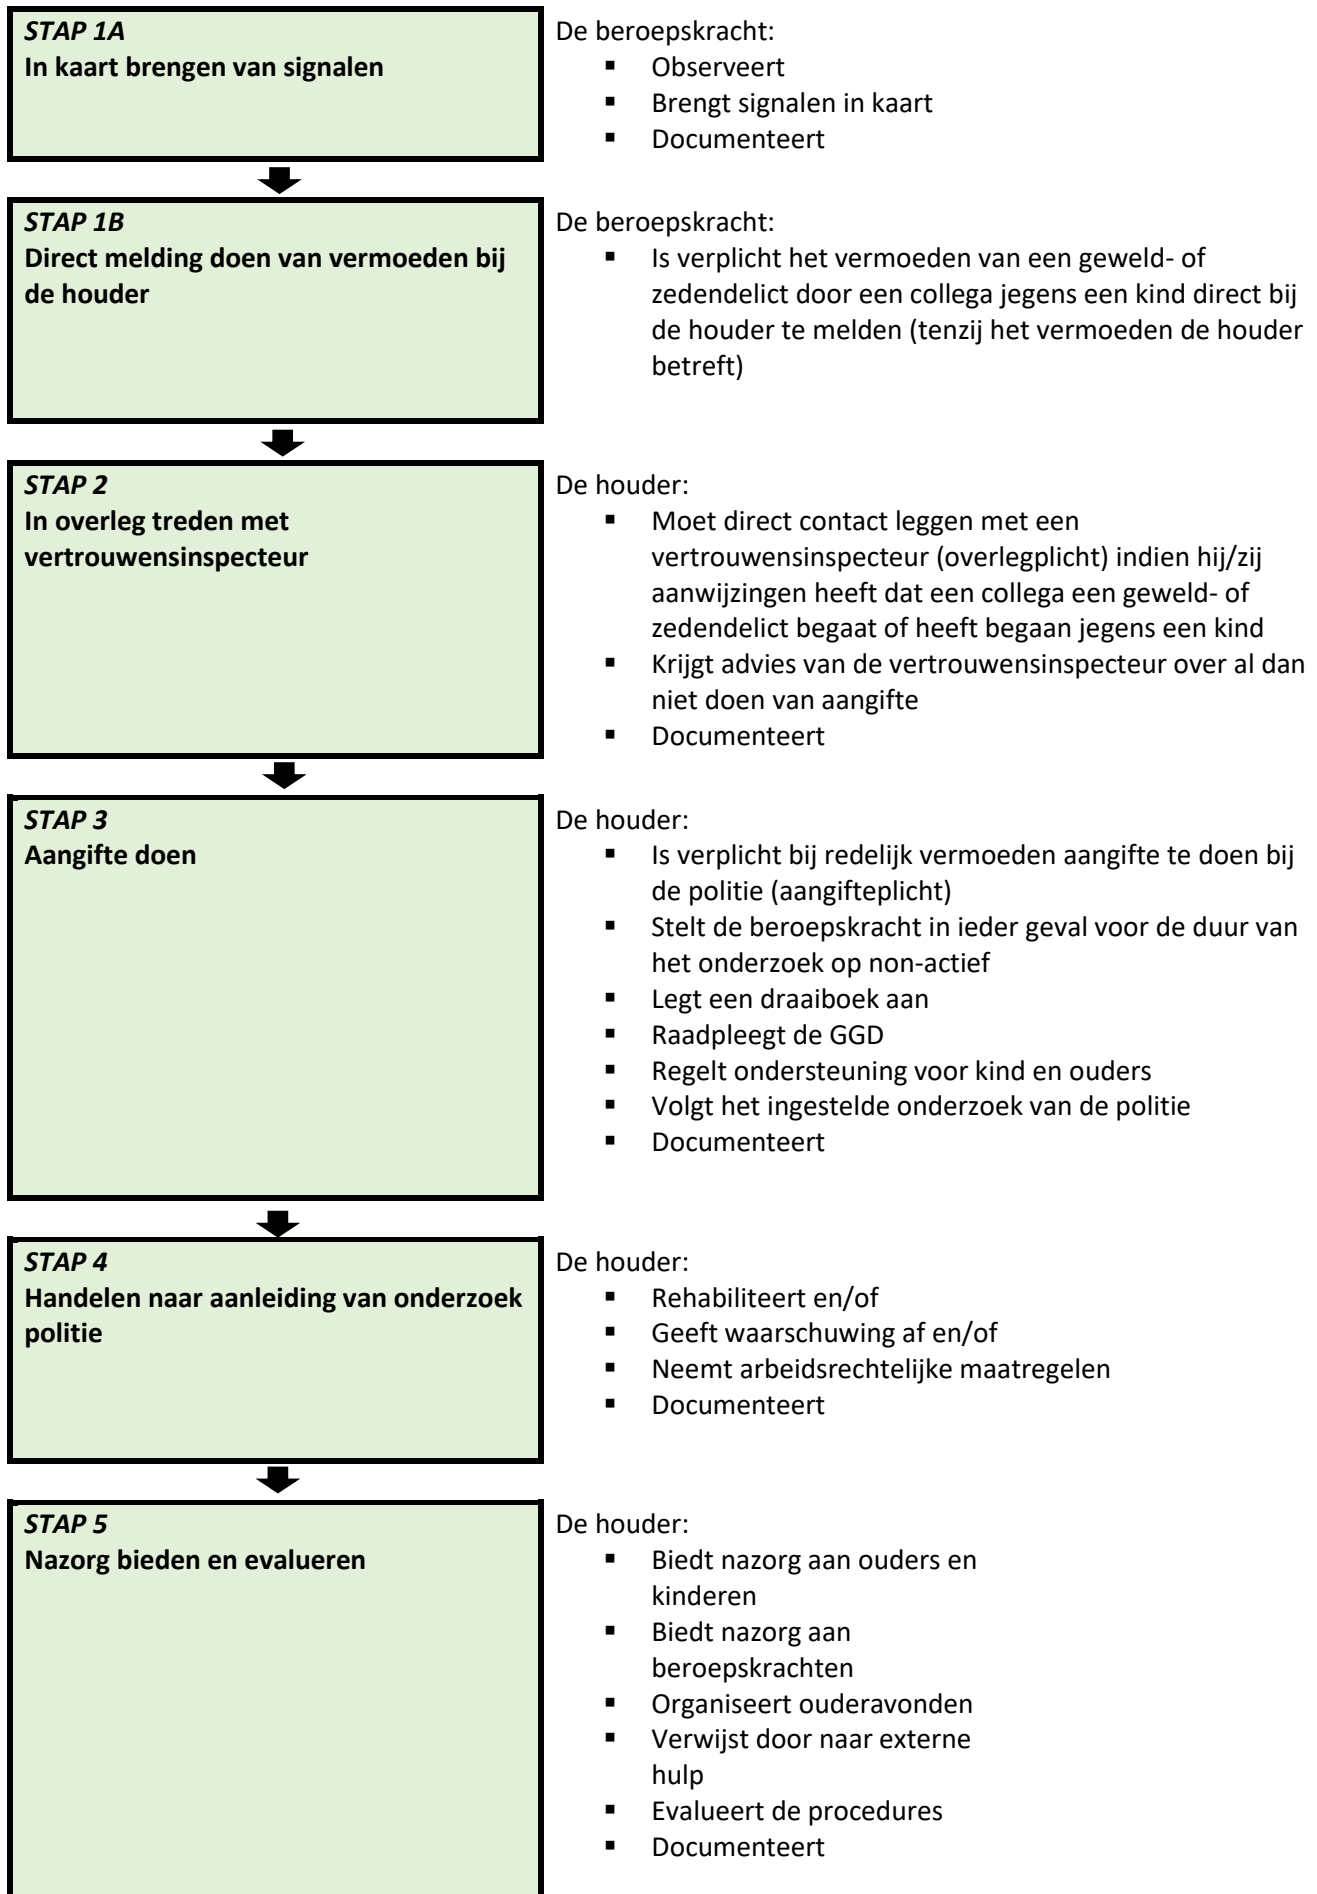 STAP 1A
In kaart brengen van signalen
De beroepskracht:
▪ Observeert
▪ Brengt signalen in kaart
▪ Documenteert
STAP 1B
Direct melding doen van vermoeden bij
de houder
De beroepskracht:
▪ Is verplicht het vermoeden van een geweld- of
zedendelict door een collega jegens een kind direct bij
de houder te melden (tenzij het vermoeden de houder
betreft)
STAP 2
In overleg treden met
vertrouwensinspecteur
De houder:
▪ Moet direct contact leggen met een
vertrouwensinspecteur (overlegplicht) indien hij/zij
aanwijzingen heeft dat een collega een geweld- of
zedendelict begaat of heeft begaan jegens een kind
▪ Krijgt advies van de vertrouwensinspecteur over al dan
niet doen van aangifte
▪ Documenteert
STAP 3
Aangifte doen
De houder:
▪ Is verplicht bij redelijk vermoeden aangifte te doen bij
de politie (aangifteplicht)
▪ Stelt de beroepskracht in ieder geval voor de duur van
het onderzoek op non-actief
▪ Legt een draaiboek aan
▪ Raadpleegt de GGD
▪ Regelt ondersteuning voor kind en ouders
▪ Volgt het ingestelde onderzoek van de politie
▪ Documenteert
STAP 4
Handelen naar aanleiding van onderzoek
politie
De houder:
▪ Rehabiliteert en/of
▪ Geeft waarschuwing af en/of
▪ Neemt arbeidsrechtelijke maatregelen
▪ Documenteert
STAP 5
Nazorg bieden en evalueren
De houder:
▪ Biedt nazorg aan ouders en
kinderen
▪ Biedt nazorg aan
beroepskrachten
▪ Organiseert ouderavonden
▪ Verwijst door naar externe
hulp
▪ Evalueert de procedures
▪ Documenteert